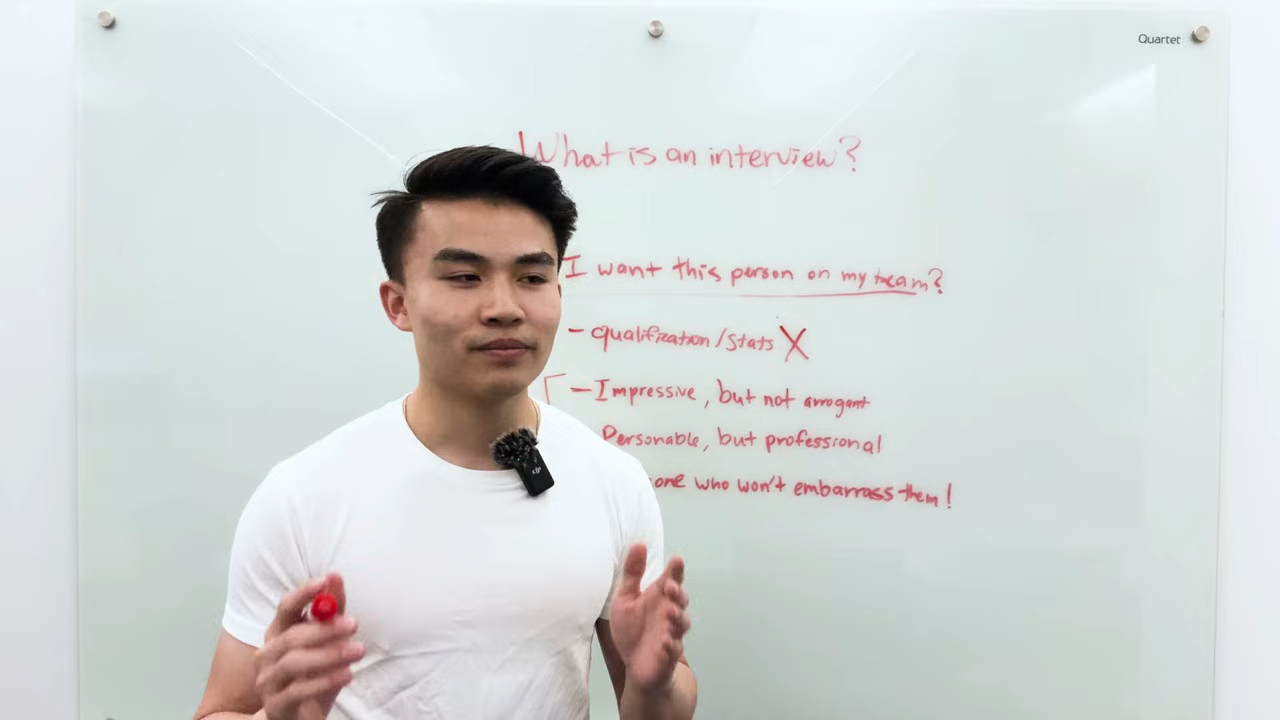 Quartet
What is an interview?
I want this person on my team?
- qualification/stats X
- Impressive, but not arrogant
Personable, but professional
one who won't embarrass them!
dji